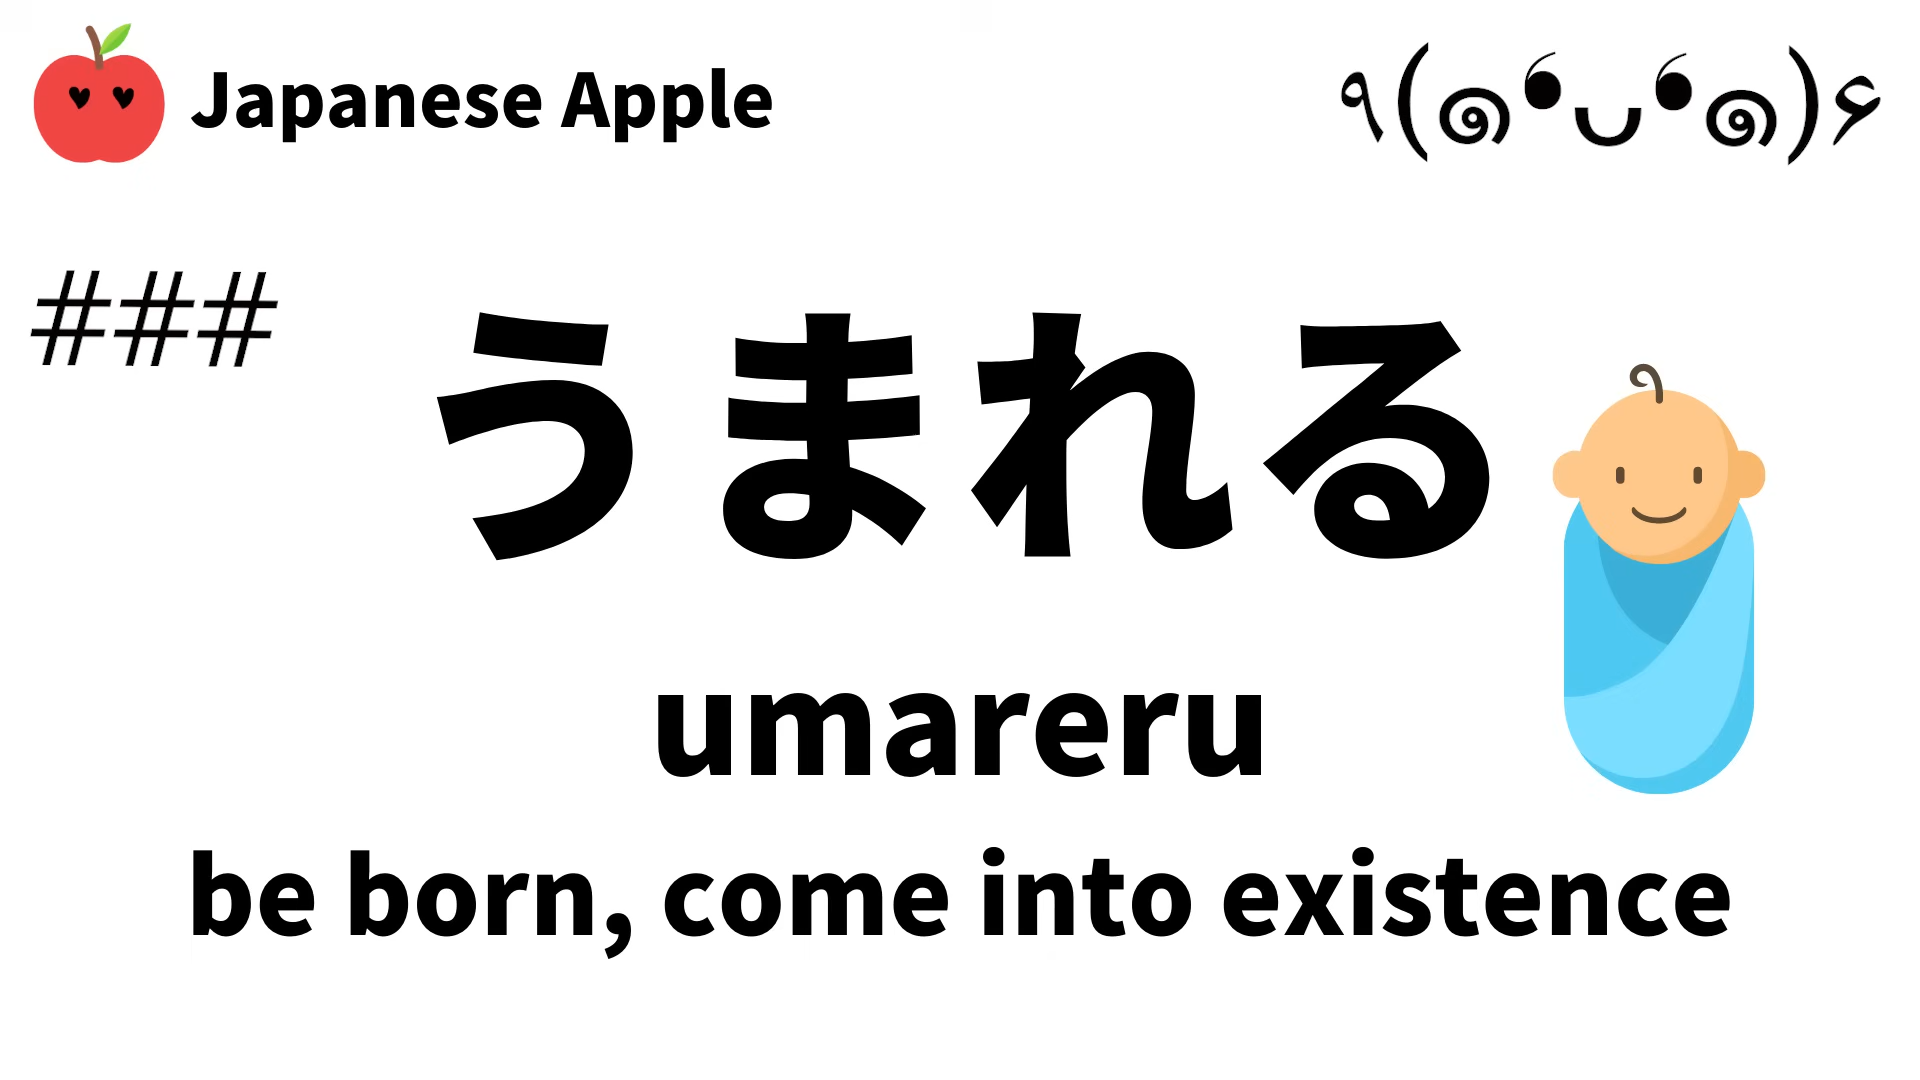 Japanese Apple
٩(๑❛ᴗ❛๑)۶
###
うまれる
umareru
be born, come into existence